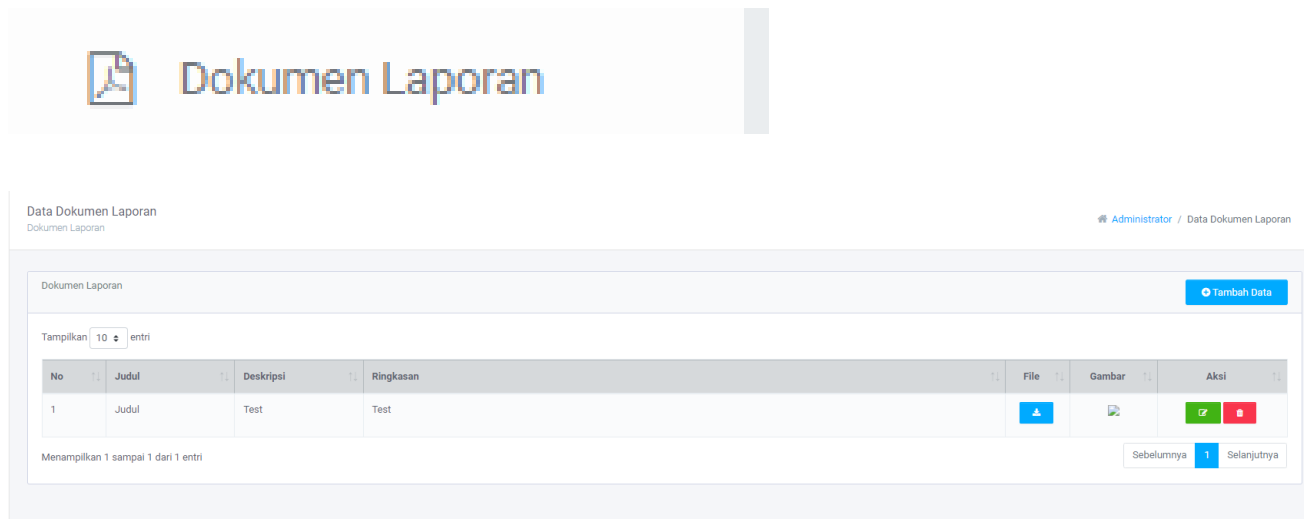 Dokumen Laporan
Data Dokumen Laporan
Dokumen Laporan
Administrator / Data Dokumen Laporan
Dokumen Laporan
Tambah Data
Tampilkan 10 entri
No Judul Deskripsi Ringkasan File Gambar Aksi
1 Judul Test Test
Menampilkan 1 sampai 1 dari 1 entri
Sebelumnya 1 Selanjutnya